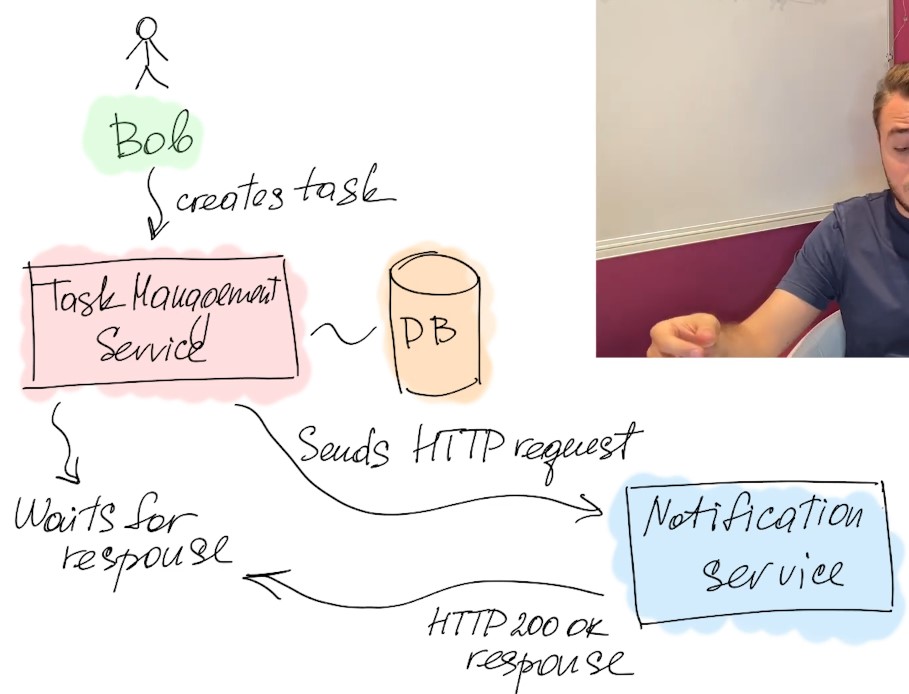 Bob
creates task
Task Management
Service
DB
Sends HTTP request
Waits for
response
Notification
service
HTTP 200 OK
response